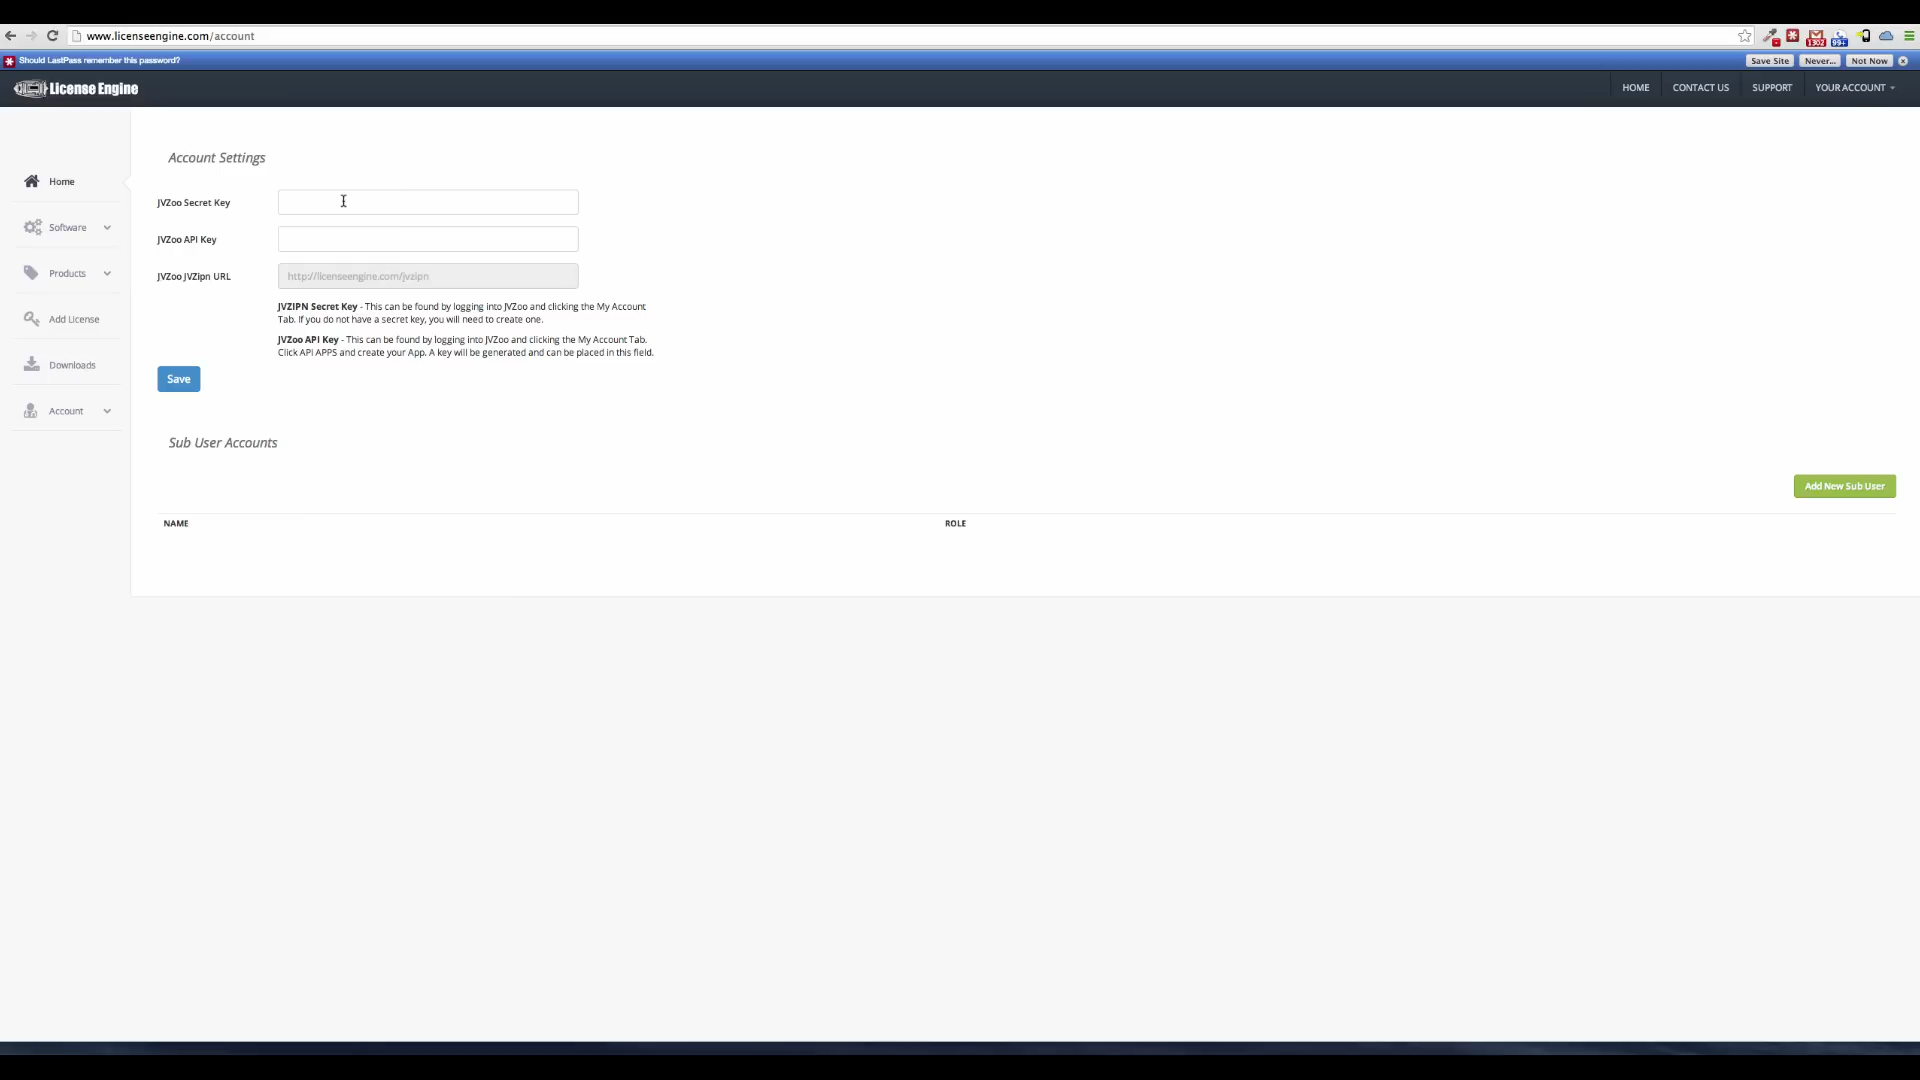 www.licenseengine.com/account
1302
99+
Should LastPass remember this password?
Save Site
Never...
Not Now
License Engine
HOME
CONTACT US
SUPPORT
YOUR ACCOUNT
Home
Software
Products
Add License
Downloads
Account
Account Settings
JVZoo Secret Key
JVZoo API Key
JVZoo JVZipn URL
http://licenseengine.com/jvzipn
JVZIPN Secret Key - This can be found by logging into JVZoo and clicking the My Account
Tab. If you do not have a secret key, you will need to create one.
JVZoo API Key - This can be found by logging into JVZoo and clicking the My Account Tab.
Click API APPS and create your App. A key will be generated and can be placed in this field.
Save
Sub User Accounts
Add New Sub User
NAME
ROLE